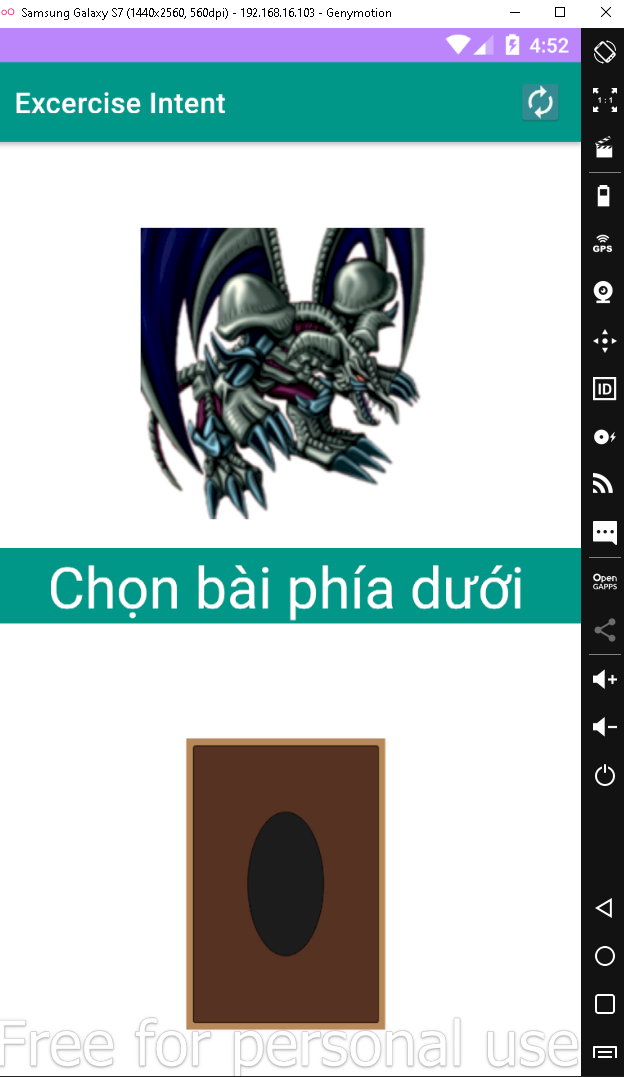 Samsung Galaxy S7 (1440x2560, 560dpi) - 192.168.16.103 - Genymotion
4:52
Excercise Intent
1:1
GPS
ID
Open
GAPPS
Chọn bài phía dưới
Free for personal use